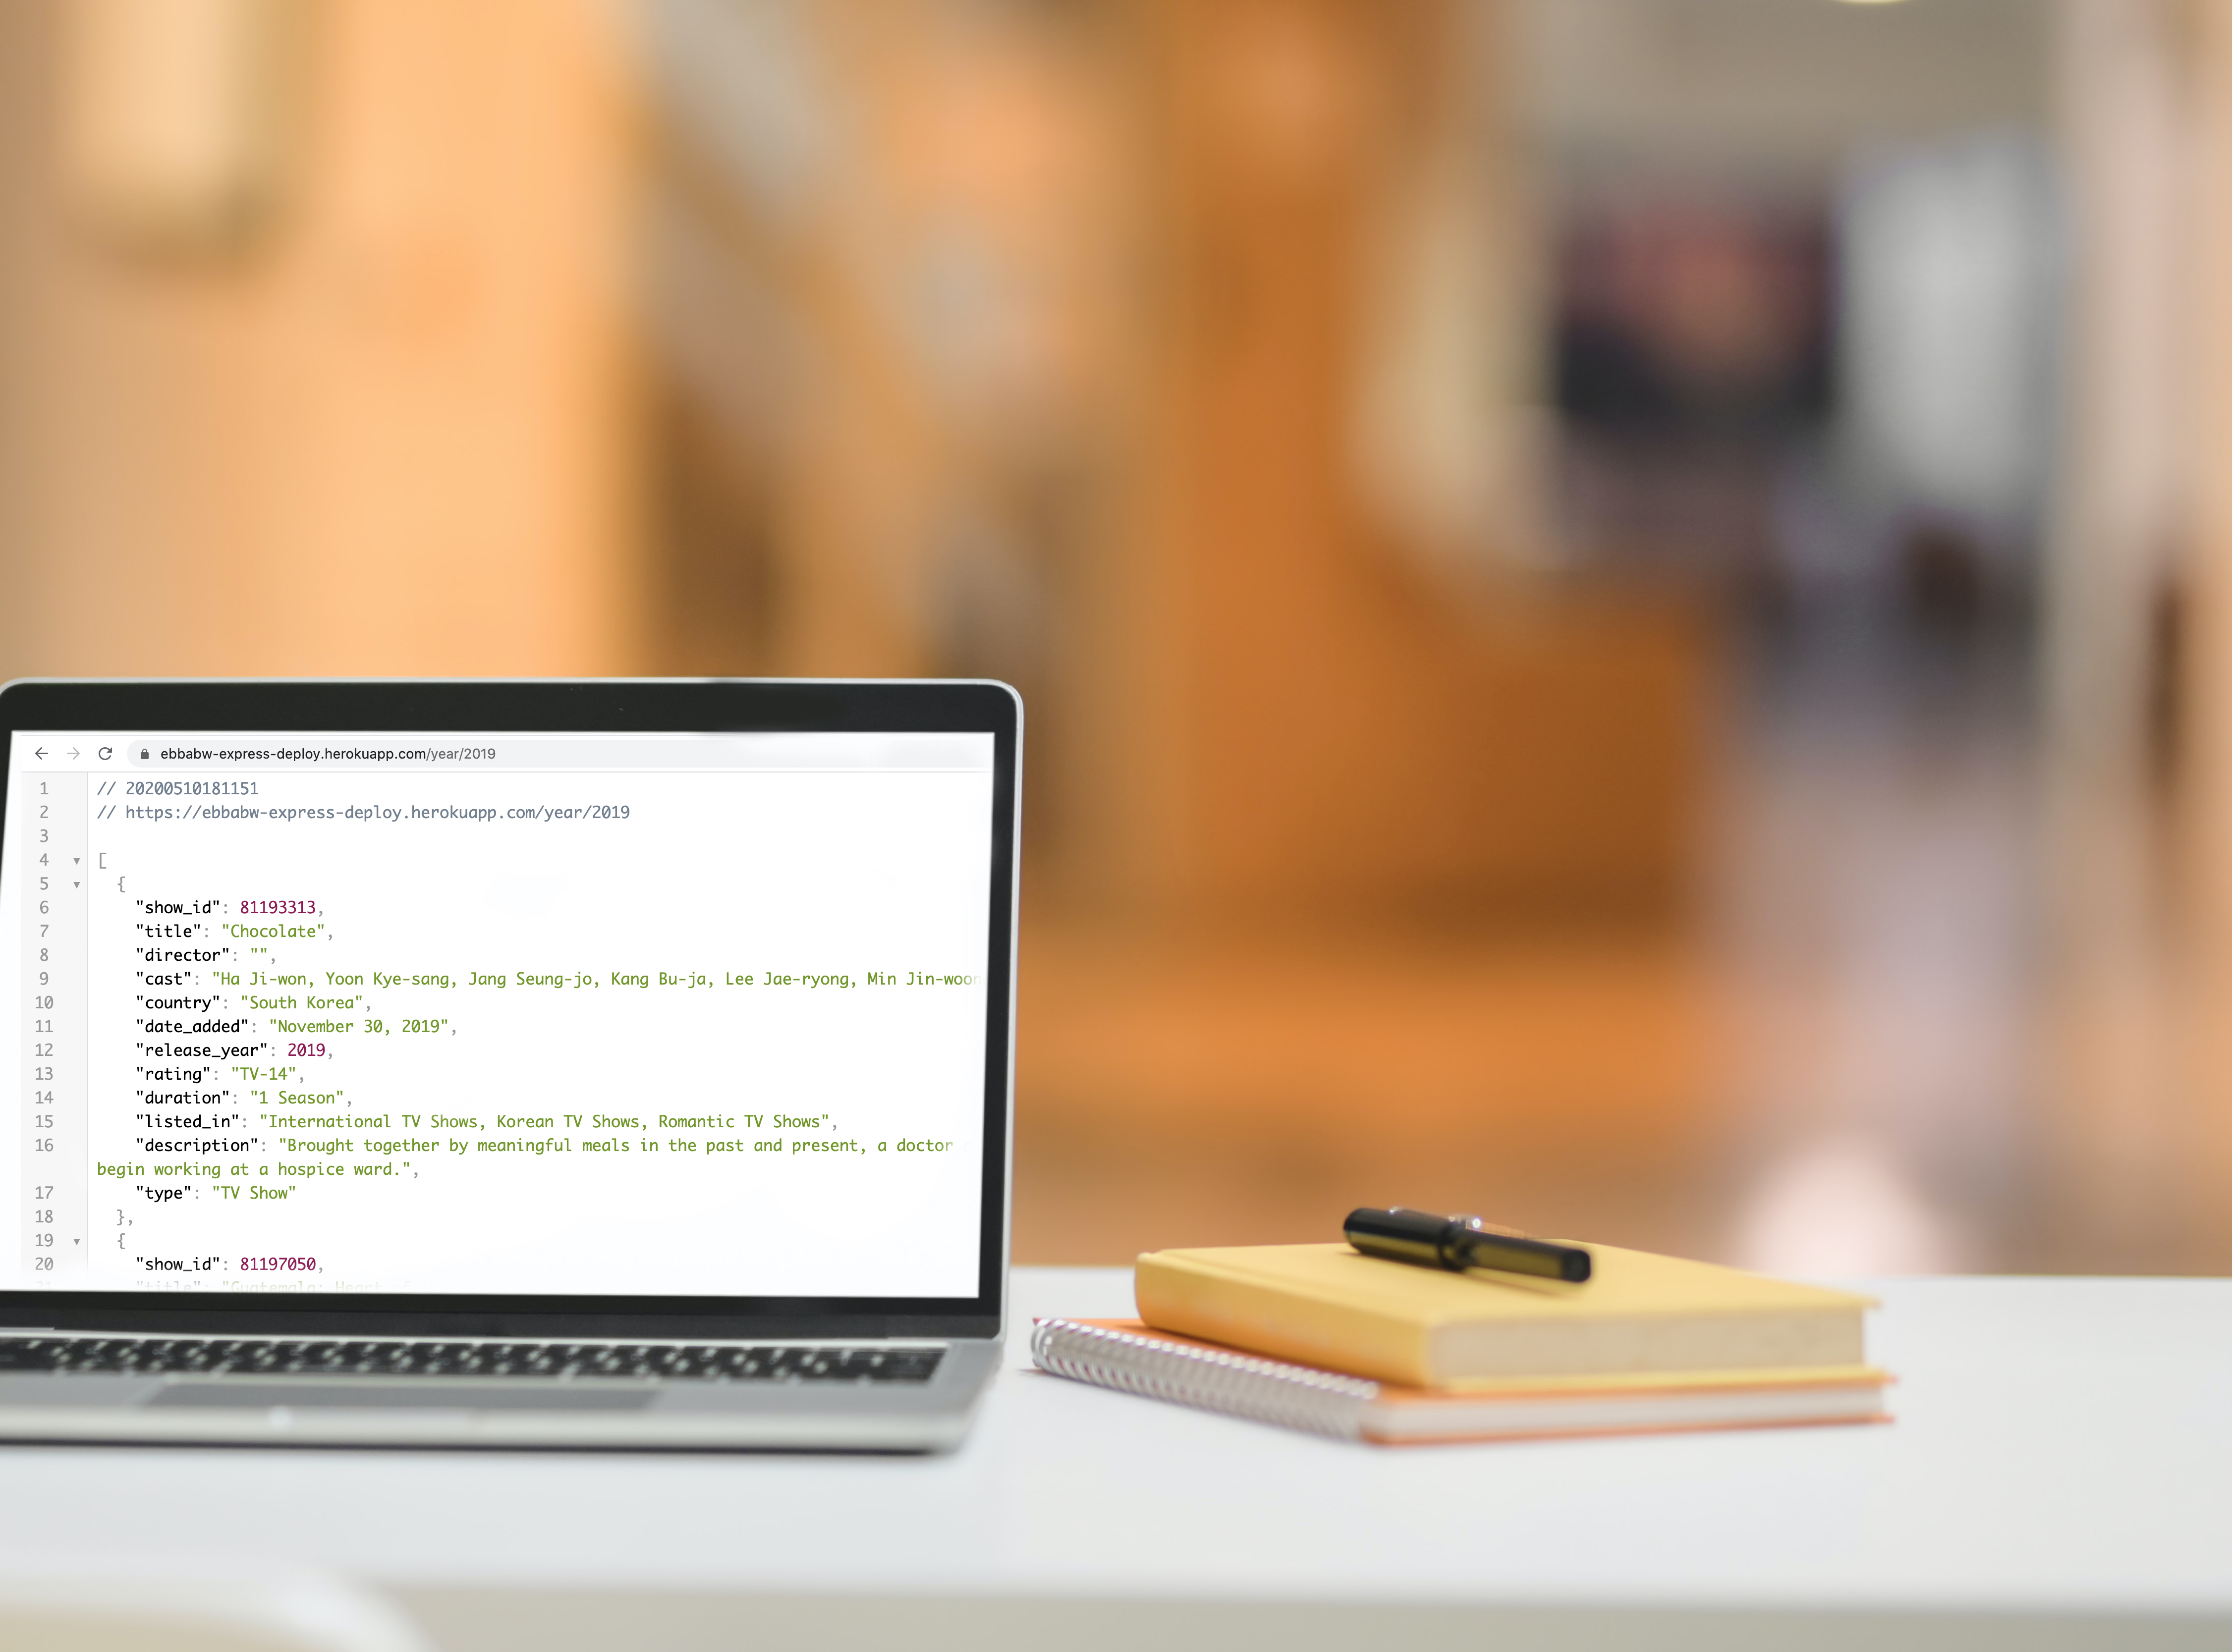 ebbabw-express-deploy.herokuapp.com/year/2019
1 // 20200510181151
2 // https://ebbabw-express-deploy.herokuapp.com/year/2019
3
4 [
5 {
6 "show_id": 81193313,
7 "title": "Chocolate",
8 "director": "",
9 "cast": "Ha Ji-won, Yoon Kye-sang, Jang Seung-jo, Kang Bu-ja, Lee Jae-ryong, Min Jin-woon
10 "country": "South Korea",
11 "date_added": "November 30, 2019",
12 "release_year": 2019,
13 "rating": "TV-14",
14 "duration": "1 Season",
15 "listed_in": "International TV Shows, Korean TV Shows, Romantic TV Shows",
16 "description": "Brought together by meaningful meals in the past and present, a doctor
begin working at a hospice ward.",
17 "type": "TV Show"
18 },
19 {
20 "show_id": 81197050,
21 "title": "Guatemala: Heart